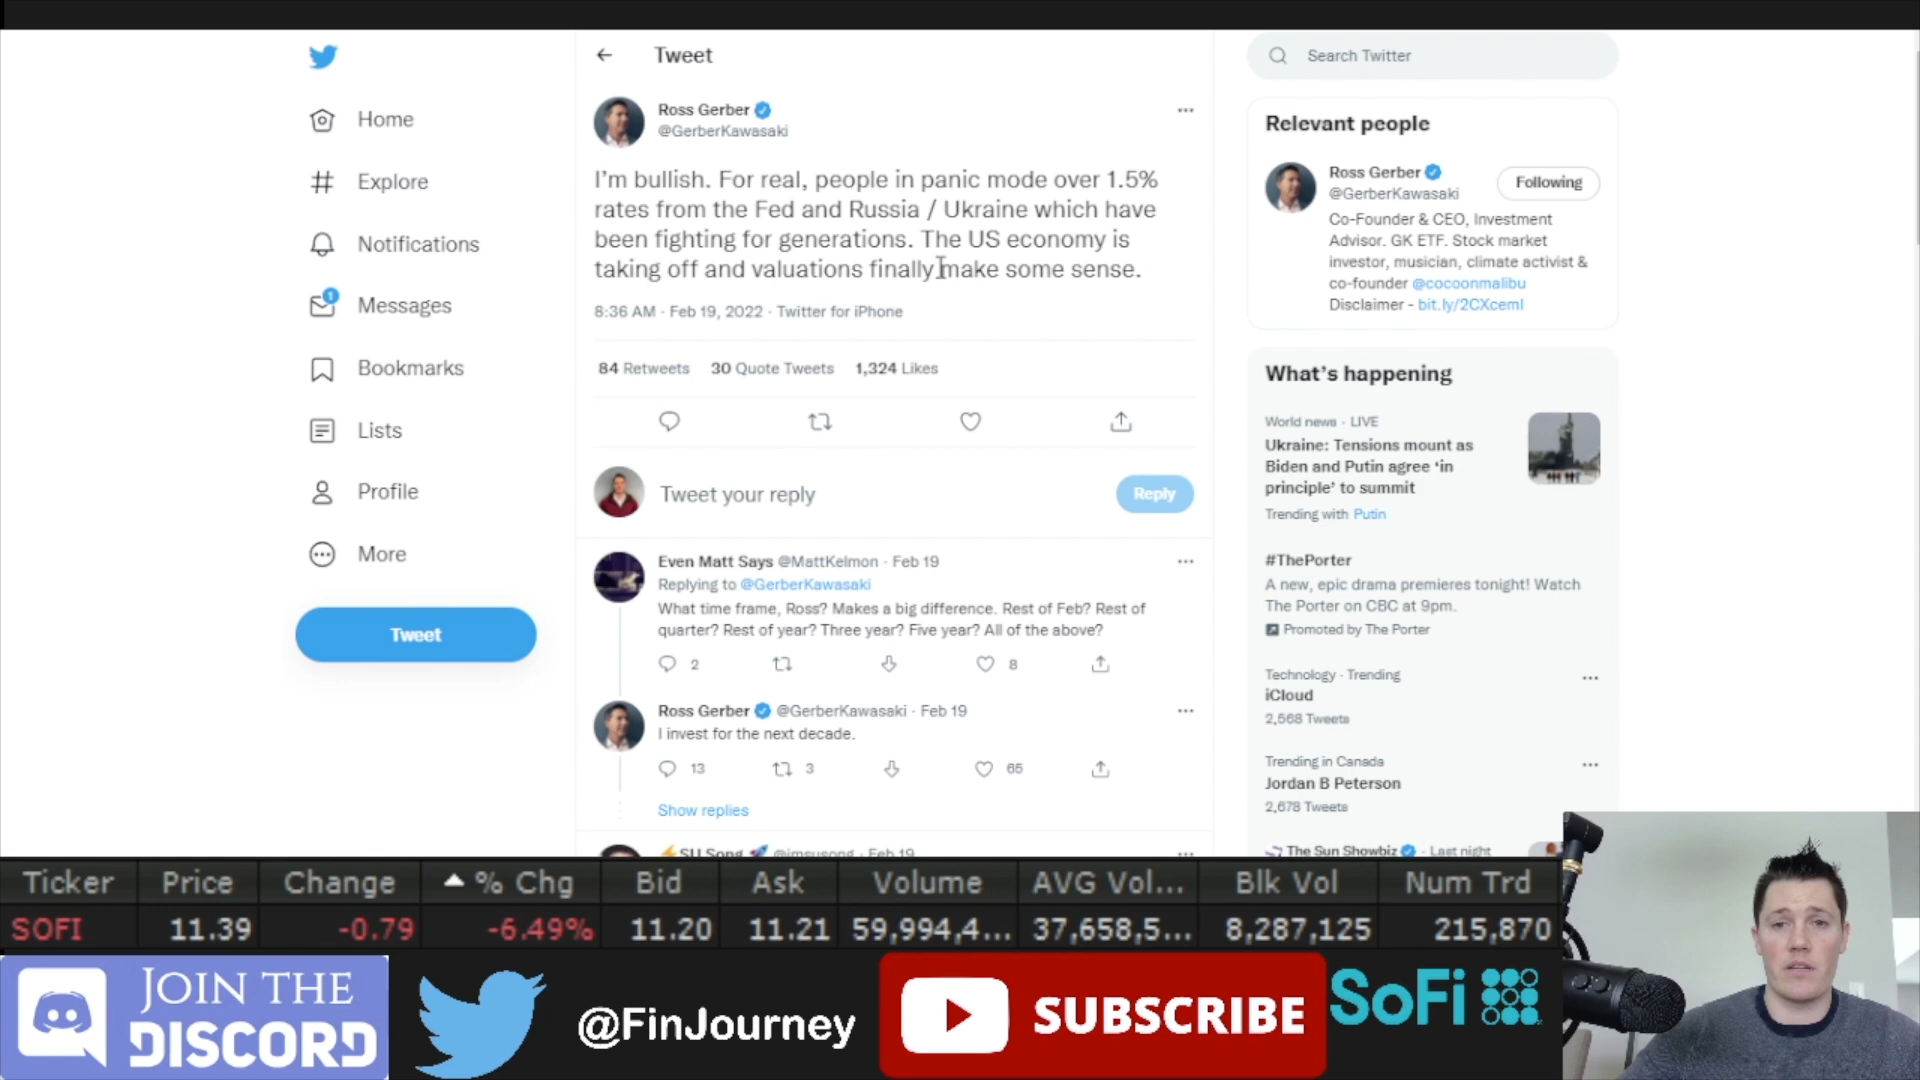 Home
Explore
Notifications
1
Messages
Bookmarks
Lists
Profile
More
Tweet
Tweet
Ross Gerber
@GerberKawasaki
I'm bullish. For real, people in panic mode over 1.5%
rates from the Fed and Russia / Ukraine which have
been fighting for generations. The US economy is
taking off and valuations finally make some sense.
8:36 AM · Feb 19, 2022 · Twitter for iPhone
84 Retweets 30 Quote Tweets 1,324 Likes
Tweet your reply
Reply
Even Matt Says @MattKelmon · Feb 19
Replying to @GerberKawasaki
What time frame, Ross? Makes a big difference. Rest of Feb? Rest of
quarter? Rest of year? Three year? Five year? All of the above?
2 8
Ross Gerber @GerberKawasaki · Feb 19
I invest for the next decade.
13 3 65
Show replies
SU Song @imsusong · Feb 19
Search Twitter
Relevant people
Ross Gerber
@GerberKawasaki
Following
Co-Founder & CEO, Investment
Advisor. GK ETF. Stock market
investor, musician, climate activist &
co-founder @cocoonmalibu
Disclaimer - bit.ly/2CXcemI
What's happening
World news · LIVE
Ukraine: Tensions mount as
Biden and Putin agree 'in
principle' to summit
Trending with Putin
#ThePorter
A new, epic drama premieres tonight! Watch
The Porter on CBC at 9pm.
Promoted by The Porter
Technology · Trending
iCloud
2,568 Tweets
Trending in Canada
Jordan B Peterson
2,678 Tweets
The Sun Showbiz · Last night
Ticker Price Change % Chg Bid Ask Volume AVG Vol... Blk Vol Num Trd
SOFI 11.39 -0.79 -6.49% 11.20 11.21 59,994,4... 37,658,5... 8,287,125 215,870
JOIN THE
DISCORD
@FinJourney
SUBSCRIBE
SoFi